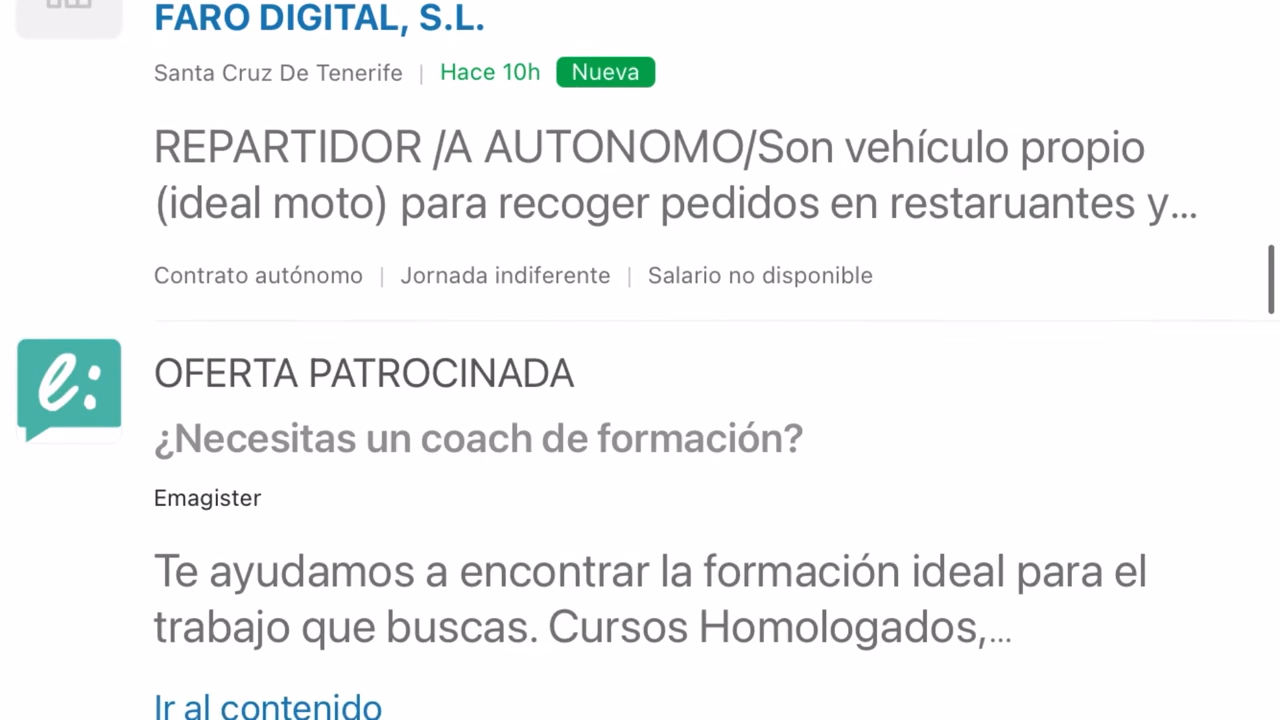 FARO DIGITAL, S.L.
Santa Cruz De Tenerife | Hace 10h Nueva
REPARTIDOR /A AUTONOMO/Son vehículo propio
(ideal moto) para recoger pedidos en restaruantes y...
Contrato autónomo | Jornada indiferente | Salario no disponible
e:
OFERTA PATROCINADA
¿Necesitas un coach de formación?
Emagister
Te ayudamos a encontrar la formación ideal para el
trabajo que buscas. Cursos Homologados,...
Ir al contenido